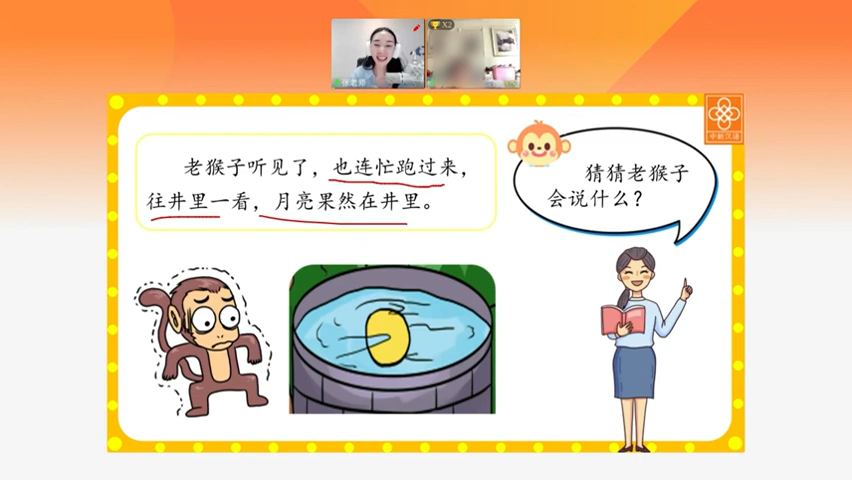 X2
张老师
老猴子听见了，也连忙跑过来，
往井里一看，月亮果然在井里。
猜猜老猴子
会说什么？